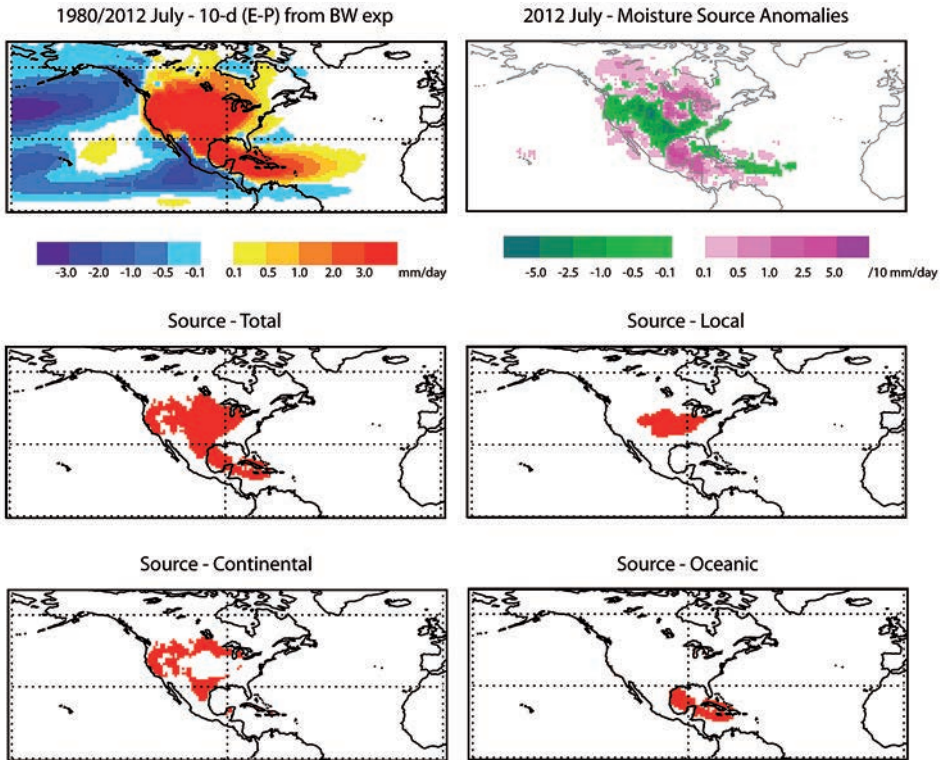 1980/2012 July - 10-d (E-P) from BW exp
2012 July - Moisture Source Anomalies
-3.0 -2.0 -1.0 -0.5 -0.1 0.1 0.5 1.0 3.0 mm/day
-5.0 -2.5 -1.0 -0.5 -0.1 0.1 0.5 1.0 2.5 5.0 /10 mm/day
Source - Total
Source - Local
Source - Continental
Source - Oceanic